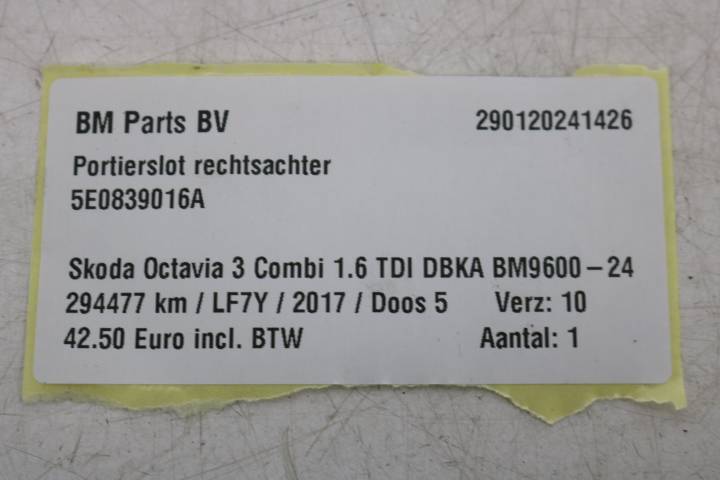 BM Parts BV 290120241426
Portierslot rechtsachter
5E0839016A
Skoda Octavia 3 Combi 1.6 TDI DBKA BM9600-24
294477 km / LF7Y / 2017 / Doos 5 Verz: 10
42.50 Euro incl. BTW Aantal: 1